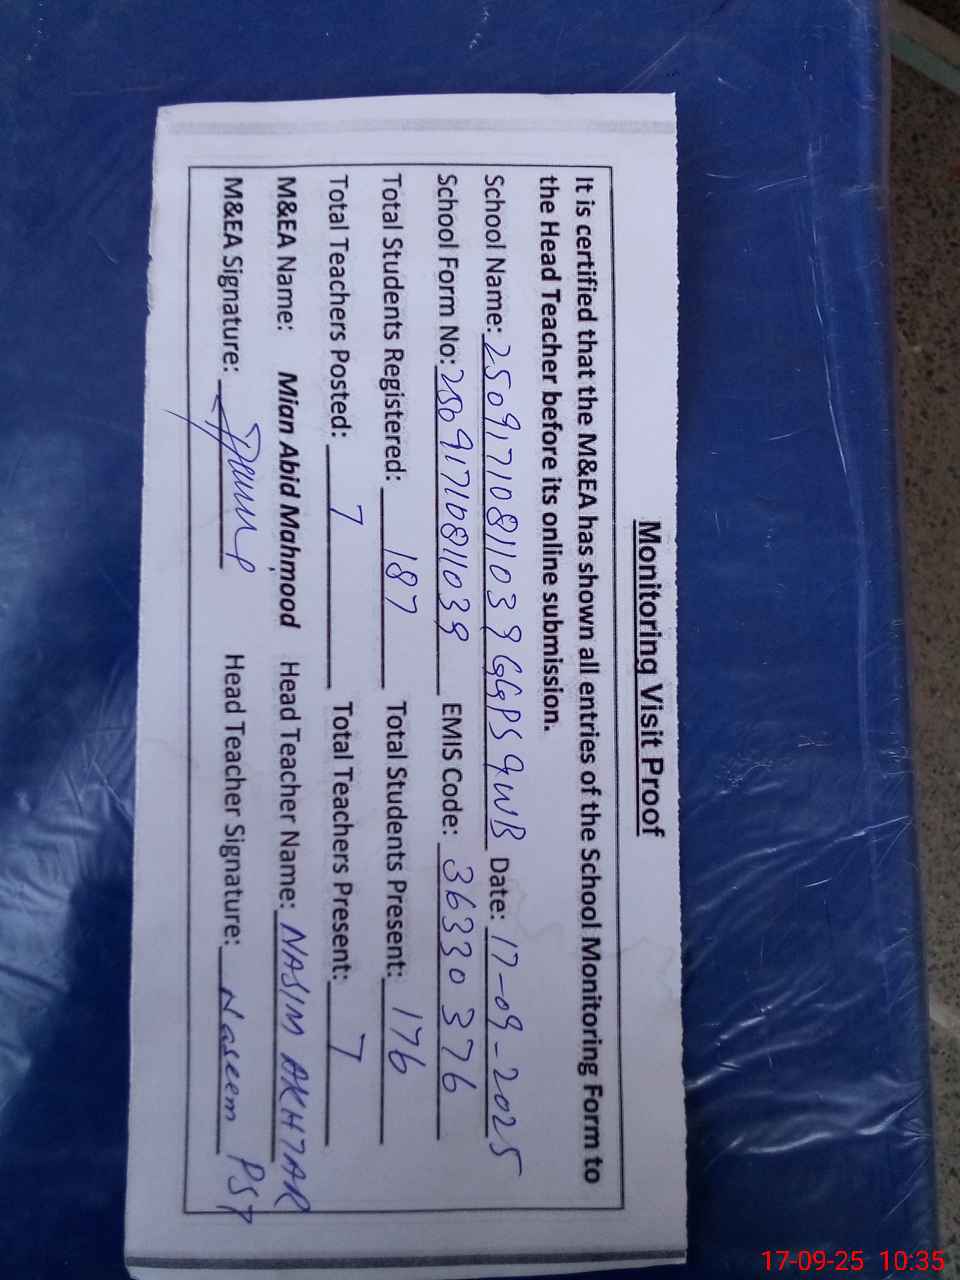 Monitoring Visit Proof
It is certified that the M&EA has shown all entries of the School Monitoring Form to
the Head Teacher before its online submission.
School Name: 2509171081103 9 GGPS 9WB Date: 17-09-2025
School Form No: 25091710811039 EMIS Code: 36330376
Total Students Registered: 187 Total Students Present: 176
Total Teachers Posted: 7 Total Teachers Present: 7
M&EA Name: Mian Abid Mahmood Head Teacher Name: NASIM AKHTAR
M&EA Signature: Head Teacher Signature: Naseem PST
17-09-25 10:35